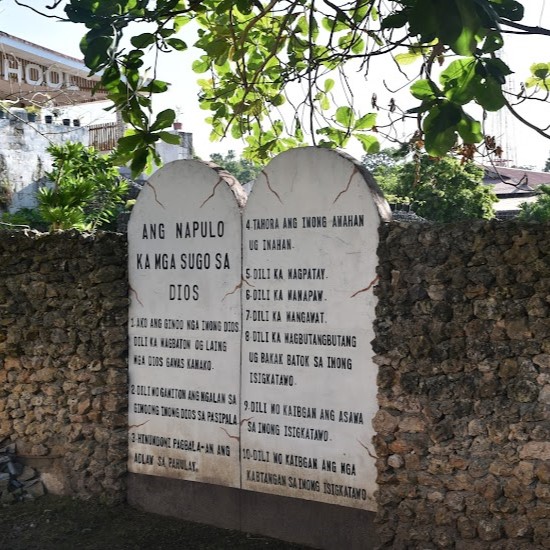 ANG NAPULO
KA MGA SUGO SA
DIOS
1. AKO ANG GINOO NGA INONG DIOS
DILI KA MAGBATON OG LAING
MGA DIOS GAWAS KANAKO.
2. DILI MO GAMITON ANG NGALAN SA
GINOONG INONG DIOS SA PASIPALA
3. HINUMDOMI PAGBALA-AN ANG
ADLAW SA PAHULAY.
4. TAHORA ANG IMONG AMAHAN
UG INAHAN.
5. DILI KA MAGPATAY.
6. DILI KA MANAPAW.
7. DILI KA MANGAWAT.
8. DILI KA MAGBUTANGBUTANG
UG BAKAK BATOK SA IMONG
ISIGKATAWO.
9. DILI MO KAIBGAN ANG ASAWA
SA IMONG ISIGKATAWO.
10. DILI MO KAIBGAN ANG MGA
KABTANGAN SA IMONG ISIGKATAWO.